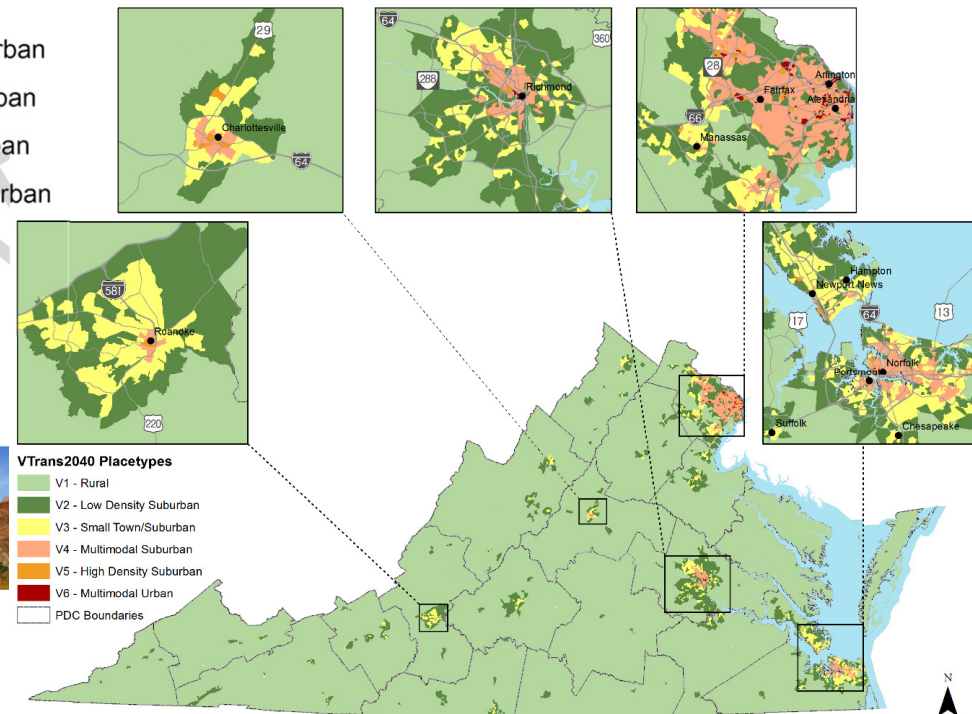 rban
ban
an
urban
29
Charlottesville
64
64
360
288
Richmond
28
Arlington
Fairfax
Alexandria
66
Manassas
581
Roanoke
220
Hampton
Newport News
64
13
17
Norfolk
Portsmouth
Suffolk
Chesapeake
VTrans2040 Placetypes
V1 - Rural
V2 - Low Density Suburban
V3 - Small Town/Suburban
V4 - Multimodal Suburban
V5 - High Density Suburban
V6 - Multimodal Urban
PDC Boundaries
N